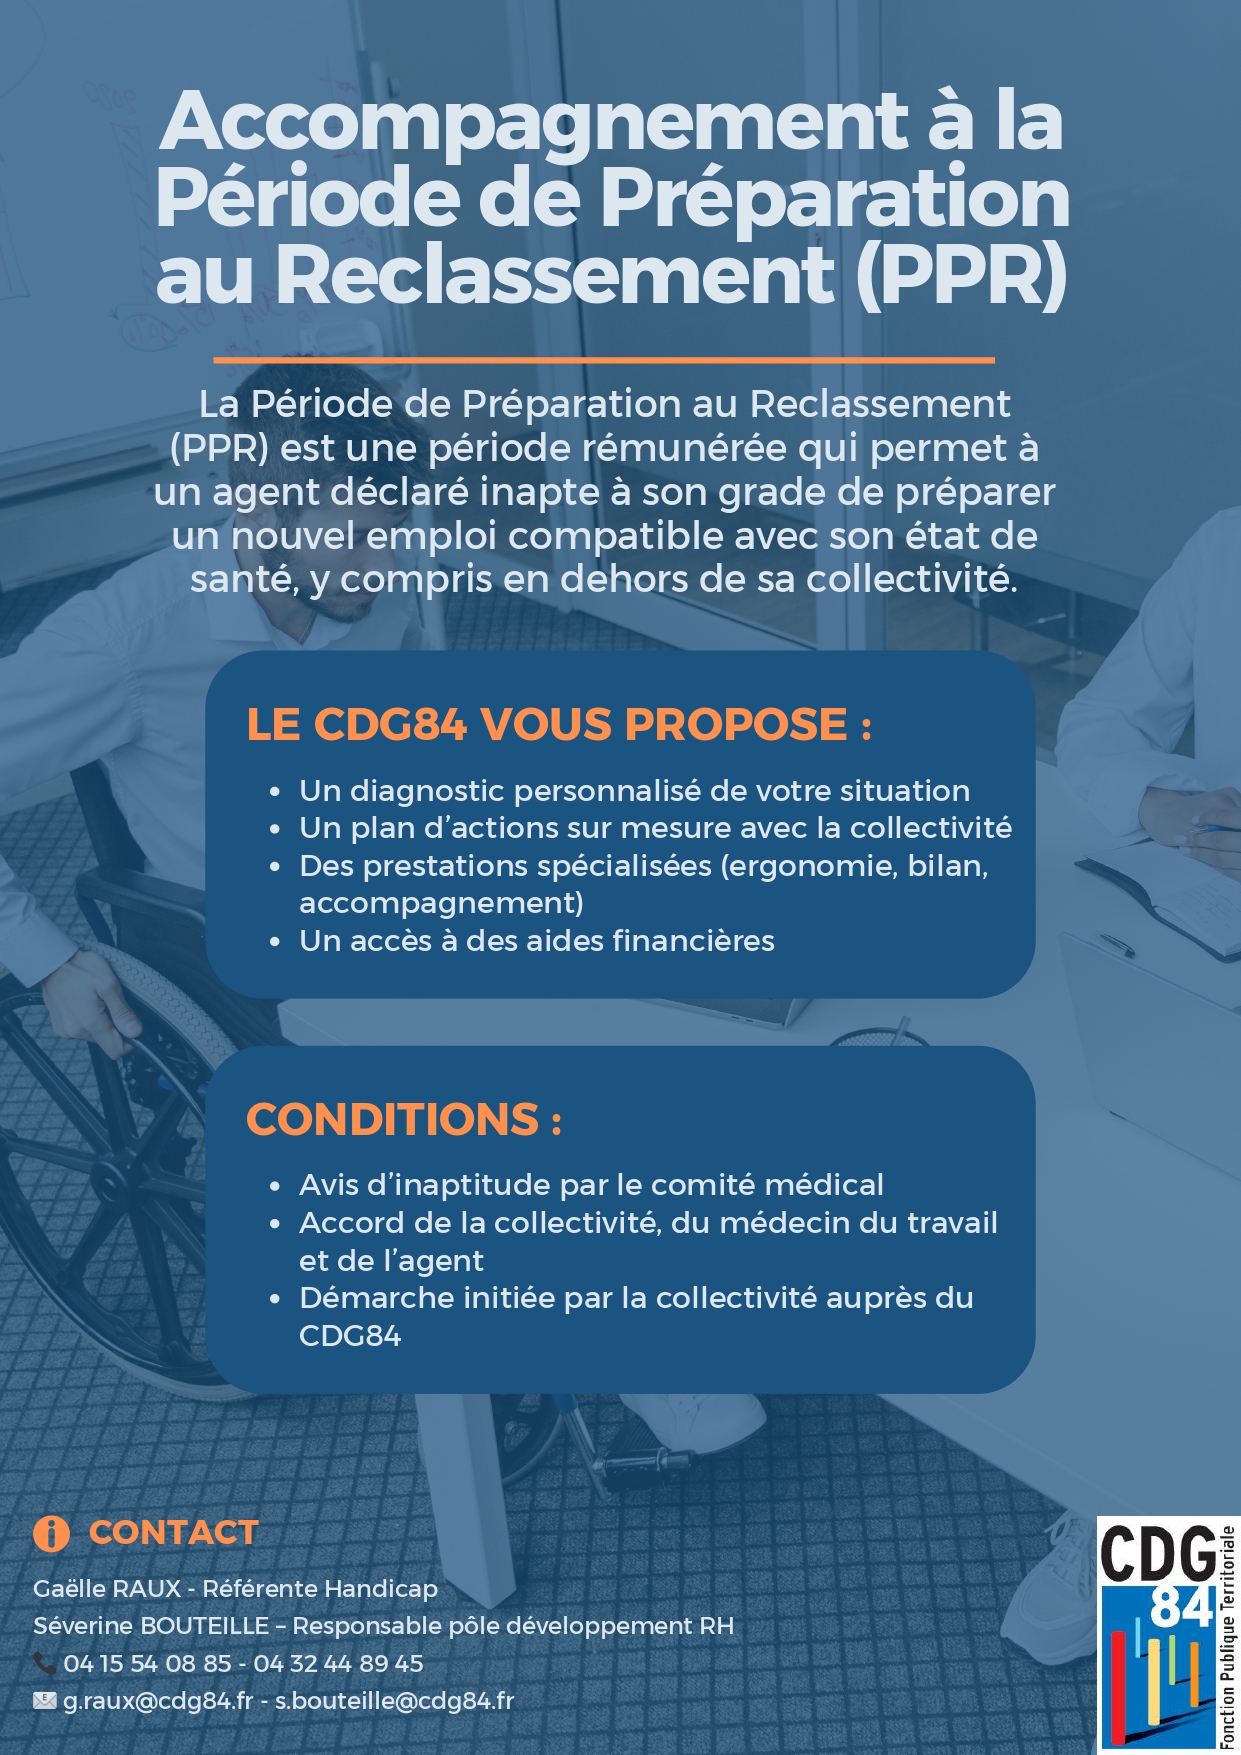 Accompagnement à la
Période de Préparation
au Reclassement (PPR)
La Période de Préparation au Reclassement
(PPR) est une période rémunérée qui permet à
un agent déclaré inapte à son grade de préparer
un nouvel emploi compatible avec son état de
santé, y compris en dehors de sa collectivité.
LE CDG84 VOUS PROPOSE :
• Un diagnostic personnalisé de votre situation
• Un plan d'actions sur mesure avec la collectivité
• Des prestations spécialisées (ergonomie, bilan,
accompagnement)
• Un accès à des aides financières
CONDITIONS :
• Avis d'inaptitude par le comité médical
• Accord de la collectivité, du médecin du travail
et de l'agent
• Démarche initiée par la collectivité auprès du
CDG84
CONTACT
Gaëlle RAUX - Référente Handicap
Séverine BOUTEILLE – Responsable pôle développement RH
04 15 54 08 85 - 04 32 44 89 45
g.raux@cdg84.fr - s.bouteille@cdg84.fr
CDG
84
Fonction Publique Territoriale